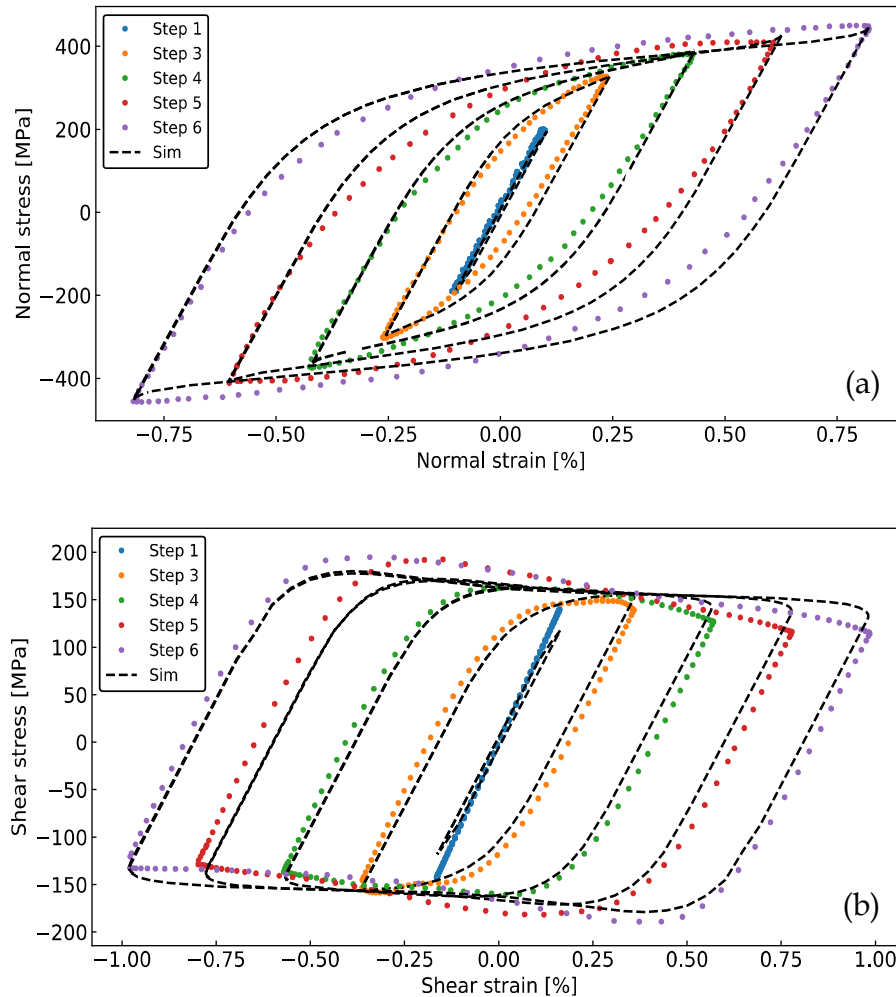 400
200
0
−200
−400
Normal stress [MPa]
Step 1
Step 3
Step 4
Step 5
Step 6
Sim
(a)
−0.75 −0.50 −0.25 0.00 0.25 0.50 0.75
Normal strain [%]
200
150
100
50
0
−50
−100
−150
−200
Shear stress [MPa]
Step 1
Step 3
Step 4
Step 5
Step 6
Sim
(b)
−1.00 −0.75 −0.50 −0.25 0.00 0.25 0.50 0.75 1.00
Shear strain [%]